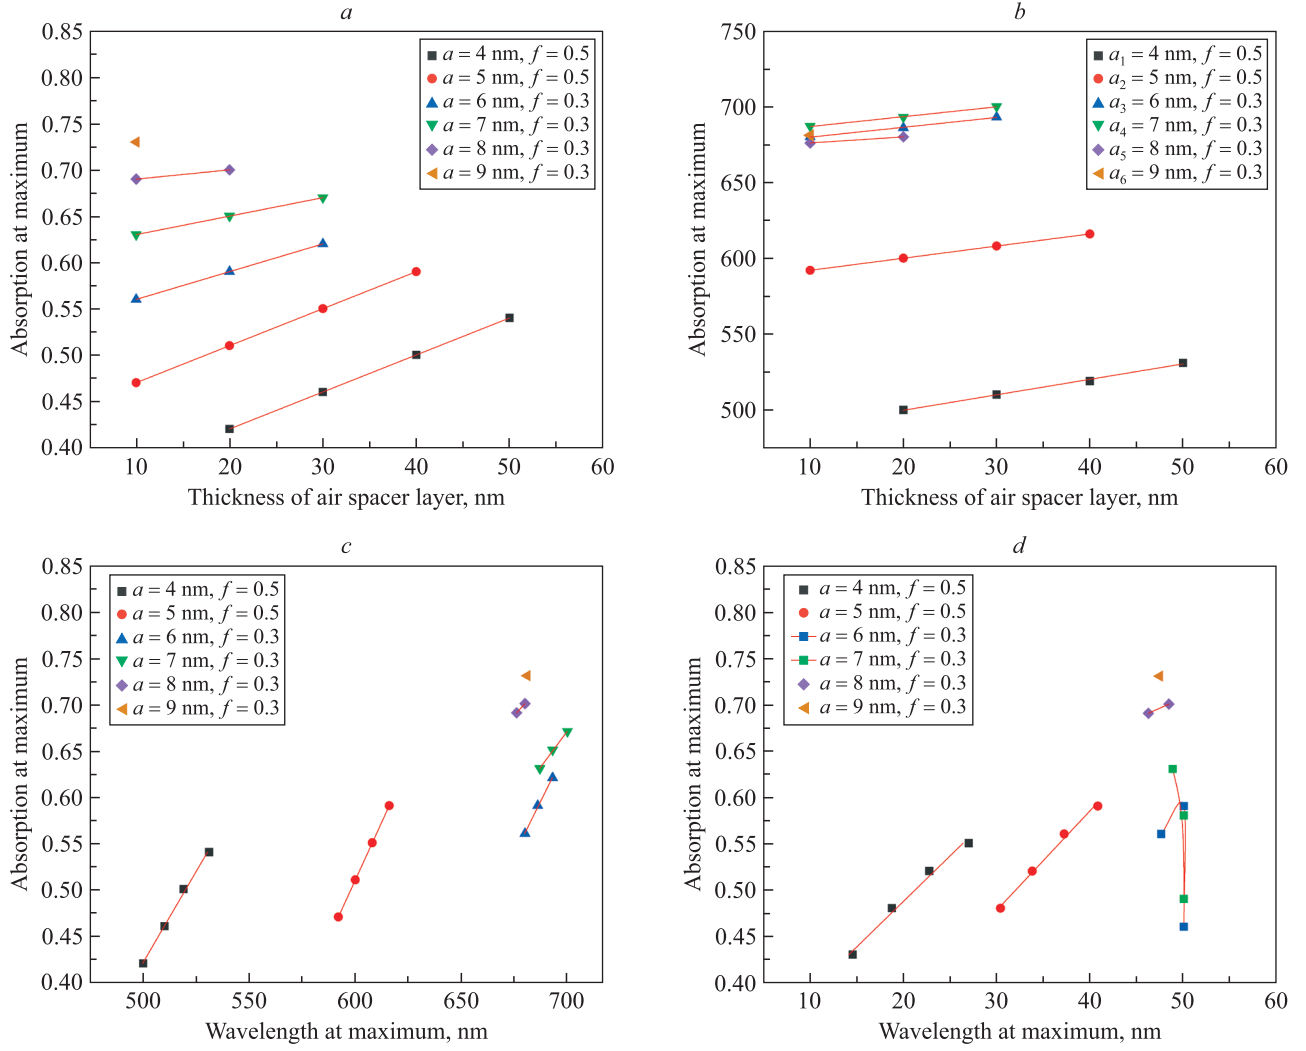 a
0.85
0.80
0.75
0.70
0.65
0.60
0.55
0.50
0.45
0.40
Absorption at maximum
a = 4 nm, f = 0.5
a = 5 nm, f = 0.5
a = 6 nm, f = 0.3
a = 7 nm, f = 0.3
a = 8 nm, f = 0.3
a = 9 nm, f = 0.3
10 20 30 40 50 60
Thickness of air spacer layer, nm
b
750
700
650
600
550
500
Absorption at maximum
a1 = 4 nm, f = 0.5
a2 = 5 nm, f = 0.5
a3 = 6 nm, f = 0.3
a4 = 7 nm, f = 0.3
a5 = 8 nm, f = 0.3
a6 = 9 nm, f = 0.3
10 20 30 40 50 60
Thickness of air spacer layer, nm
c
0.85
0.80
0.75
0.70
0.65
0.60
0.55
0.50
0.45
0.40
Absorption at maximum
a = 4 nm, f = 0.5
a = 5 nm, f = 0.5
a = 6 nm, f = 0.3
a = 7 nm, f = 0.3
a = 8 nm, f = 0.3
a = 9 nm, f = 0.3
500 550 600 650 700
Wavelength at maximum, nm
d
0.85
0.80
0.75
0.70
0.65
0.60
0.55
0.50
0.45
0.40
Absorption at maximum
a = 4 nm, f = 0.5
a = 5 nm, f = 0.5
a = 6 nm, f = 0.3
a = 7 nm, f = 0.3
a = 8 nm, f = 0.3
a = 9 nm, f = 0.3
10 20 30 40 50 60
Wavelength at maximum, nm